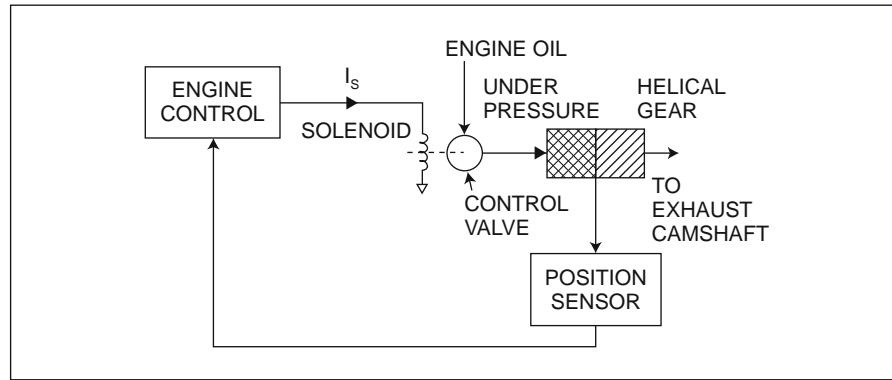 ENGINE OIL
ENGINE
CONTROL
I_S
SOLENOID
UNDER
PRESSURE
HELICAL
GEAR
CONTROL
VALVE
TO
EXHAUST
CAMSHAFT
POSITION
SENSOR